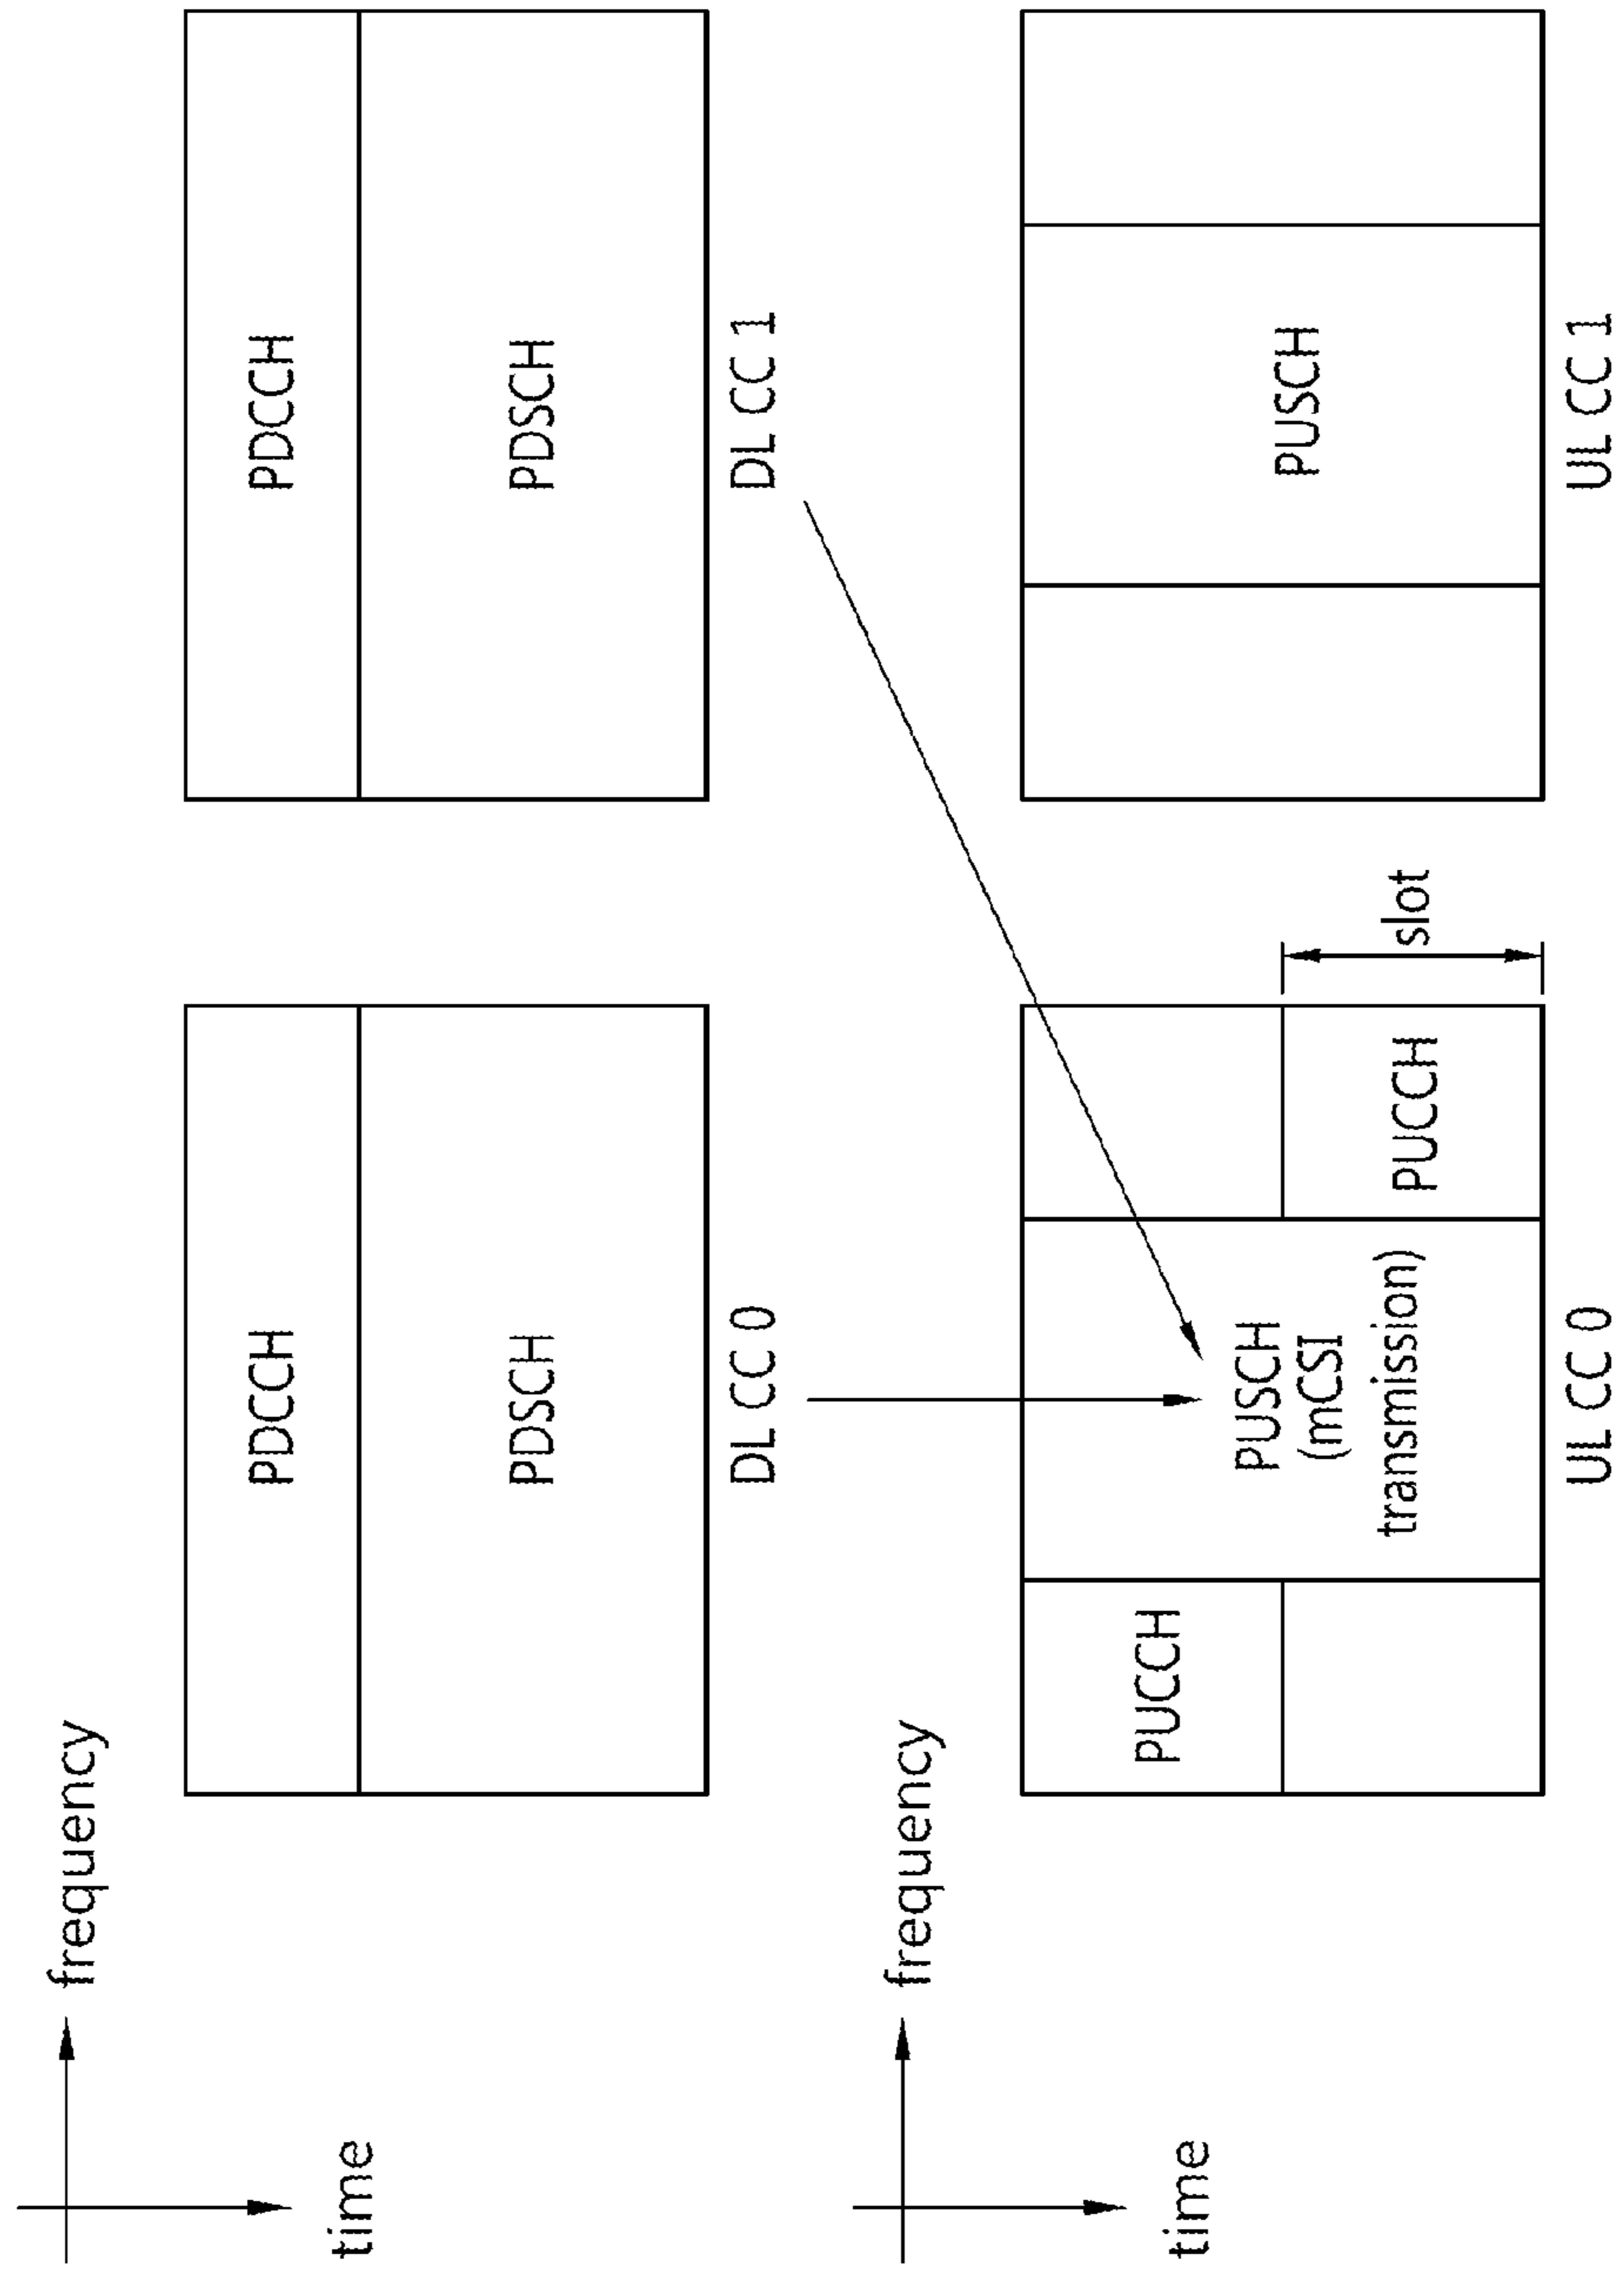 frequency
time
PDCCH
PDSCH
DL CC 0
PDCCH
PDSCH
DL CC 1
frequency
time
PUCCH
PUSCH
(mCSI
transmission)
PUCCH
slot
UL CC 0
PUSCH
UL CC 1